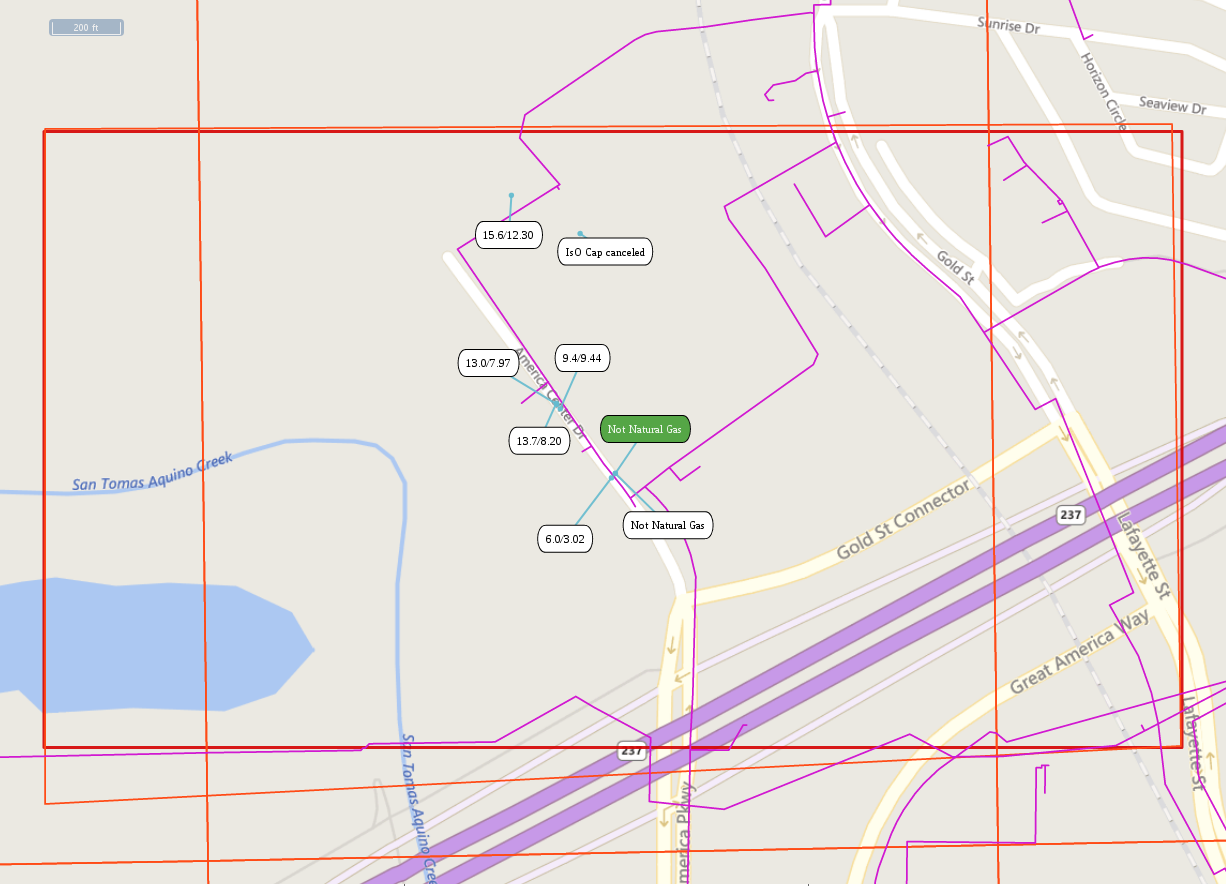 200 ft
Sunrise Dr
Horizon Circle
Seaview Dr
15.6/12.30
IsO Cap canceled
Gold St
13.0/7.97
9.4/9.44
America Center Dr
Not Natural Gas
13.7/8.20
San Tomas Aquino Creek
6.0/3.02
Not Natural Gas
Gold St Connector
237
Lafayette St
Great America Way
237
Lafayette St
San Tomas Aquino Cree
merica Pkwy